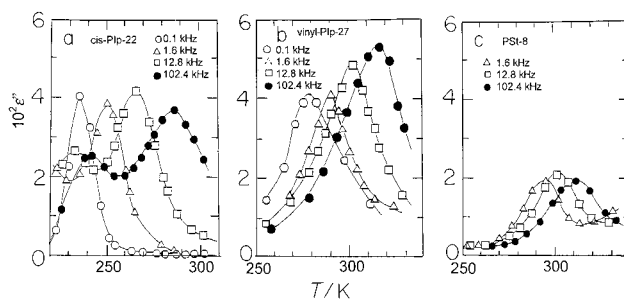 a cis-PIp-22
0.1 kHz
1.6 kHz
12.8 kHz
102.4 kHz
b vinyl-PIp-27
0.1 kHz
1.6 kHz
12.8 kHz
102.4 kHz
c PSt-8
1.6 kHz
12.8 kHz
102.4 kHz
10²ε"
6
4
2
0
250 300
6
4
2
0
250 300
6
4
2
0
250 300
T/K